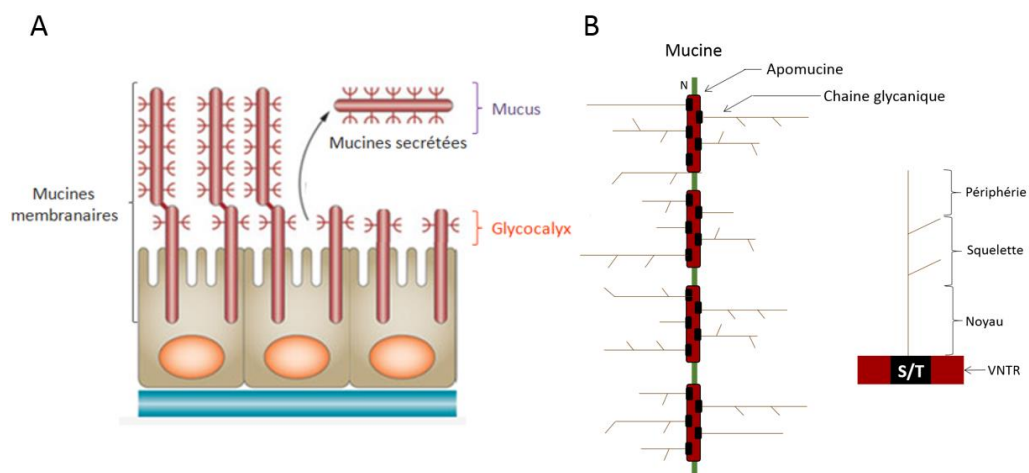 A
Mucines
membranaires
Mucus
Mucines secrétées
Glycocalyx
B
Mucine
N
Apomucine
Chaine glycanique
Périphérie
Squelette
Noyau
S/T
VNTR